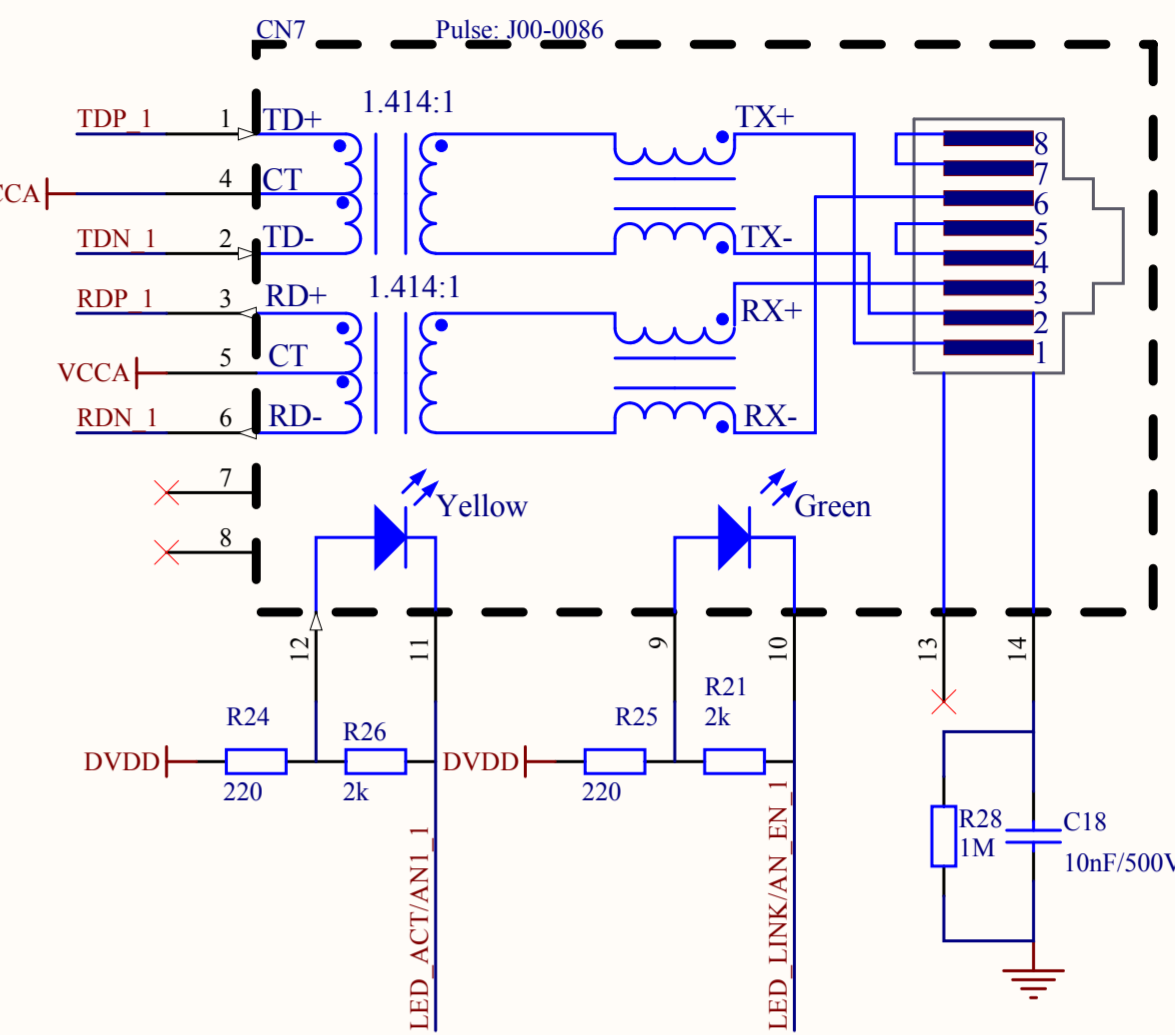 CN7
Pulse: J00-0086
TDP_1
1
TD+
1.414:1
TX+
8
7
4
CT
6
TDN_1
2
TD-
TX-
5
4
RDP_1
3
RD+
1.414:1
RX+
3
2
VCCA
5
CT
1
RDN_1
6
RD-
RX-
7
8
Yellow
Green
12
11
9
10
13
14
R24
R26
R25
R21
2k
DVDD
DVDD
220
2k
220
R28
1M
C18
10nF/500V
LED_ACT/AN1_1
LED_LINK/AN_EN_1